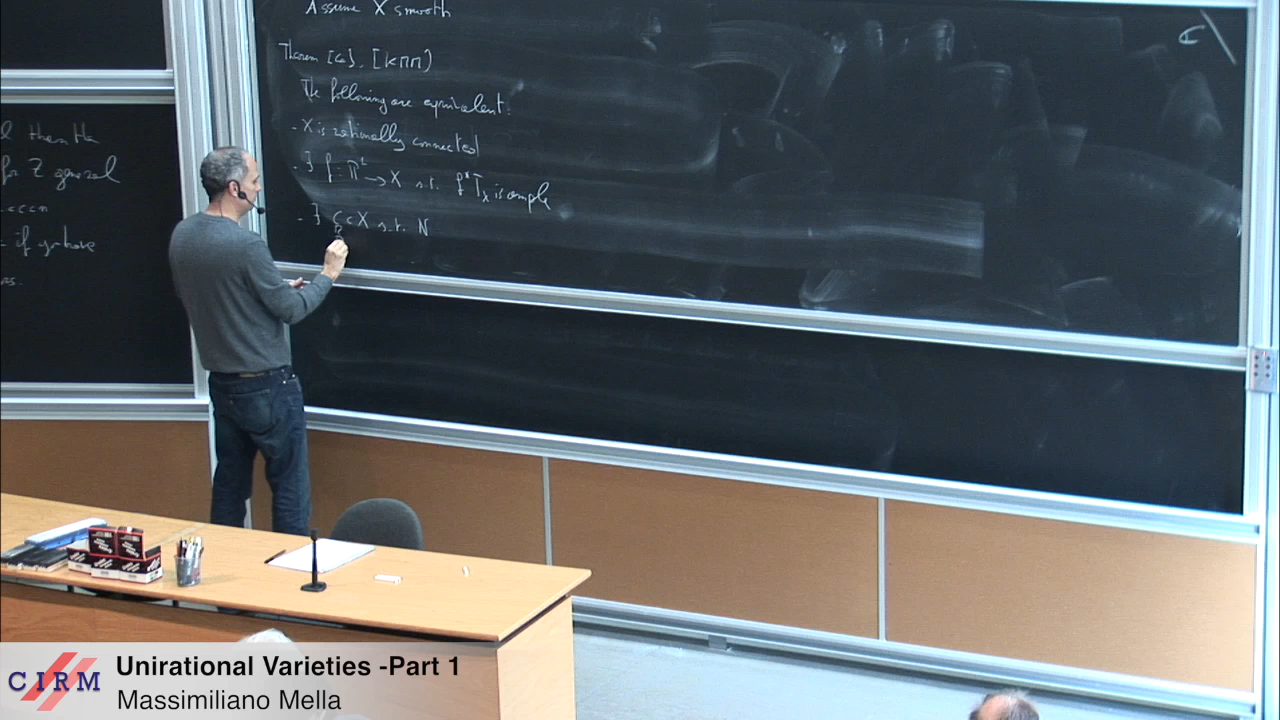 l then the
for Z general
if g have
Assume X smooth
Theorem [Ca], [KMM]
The following are equivalent:
- X is rationally connected
- ∃ f: ℙ¹ → X s.t. f*T_X is ample
- ∃ C ⊂ X s.t. N
CIRM
Unirational Varieties -Part 1
Massimiliano Mella